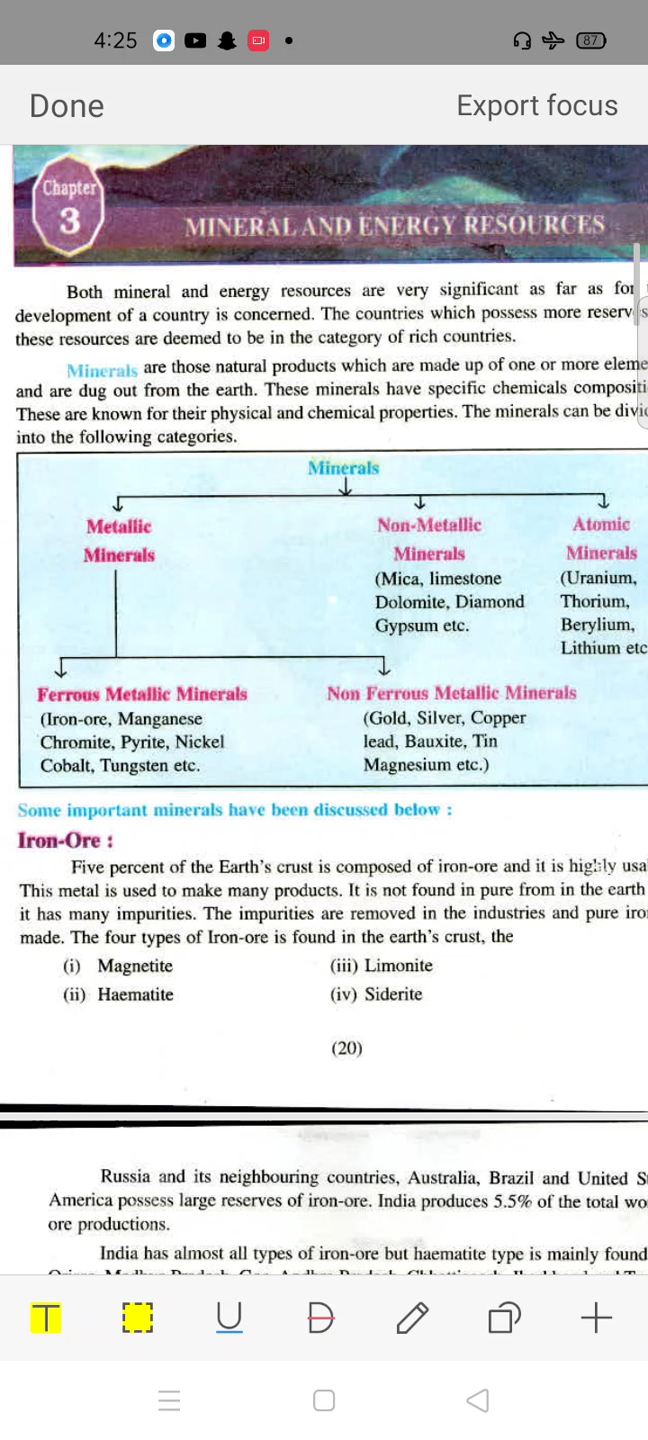 4:25
87
Done
Export focus
Chapter
3
MINERAL AND ENERGY RESOURCES
Both mineral and energy resources are very significant as far as for
development of a country is concerned. The countries which possess more reserv s
these resources are deemed to be in the category of rich countries.
Minerals are those natural products which are made up of one or more eleme
and are dug out from the earth. These minerals have specific chemicals compositi
These are known for their physical and chemical properties. The minerals can be divi
into the following categories.
Minerals
Metallic Non-Metallic Atomic
Minerals Minerals Minerals
(Mica, limestone (Uranium,
Dolomite, Diamond Thorium,
Gypsum etc. Berylium,
Lithium etc
Ferrous Metallic Minerals Non Ferrous Metallic Minerals
(Iron-ore, Manganese (Gold, Silver, Copper
Chromite, Pyrite, Nickel lead, Bauxite, Tin
Cobalt, Tungsten etc. Magnesium etc.)
Some important minerals have been discussed below :
Iron-Ore :
Five percent of the Earth's crust is composed of iron-ore and it is highly usa
This metal is used to make many products. It is not found in pure from in the earth
it has many impurities. The impurities are removed in the industries and pure iro
made. The four types of Iron-ore is found in the earth's crust, the
(i) Magnetite (iii) Limonite
(ii) Haematite (iv) Siderite
(20)
Russia and its neighbouring countries, Australia, Brazil and United S
America possess large reserves of iron-ore. India produces 5.5% of the total wo
ore productions.
India has almost all types of iron-ore but haematite type is mainly found